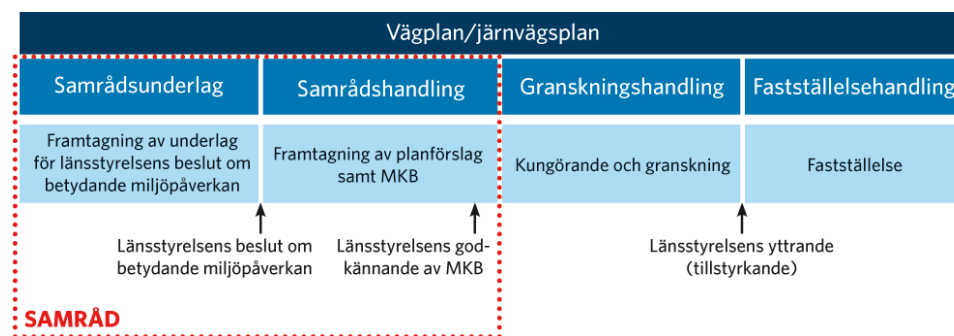 Vägplan/järnvägsplan
Samrådsunderlag
Samrådshandling
Granskningshandling
Fastställelsehandling
Framtagning av underlag
för länsstyrelsens beslut om
betydande miljöpåverkan
Framtagning av planförslag
samt MKB
Kungörande och granskning
Fastställelse
Länsstyrelsens beslut om
betydande miljöpåverkan
Länsstyrelsens god-
kännande av MKB
Länsstyrelsens yttrande
(tillstyrkande)
SAMRÅD